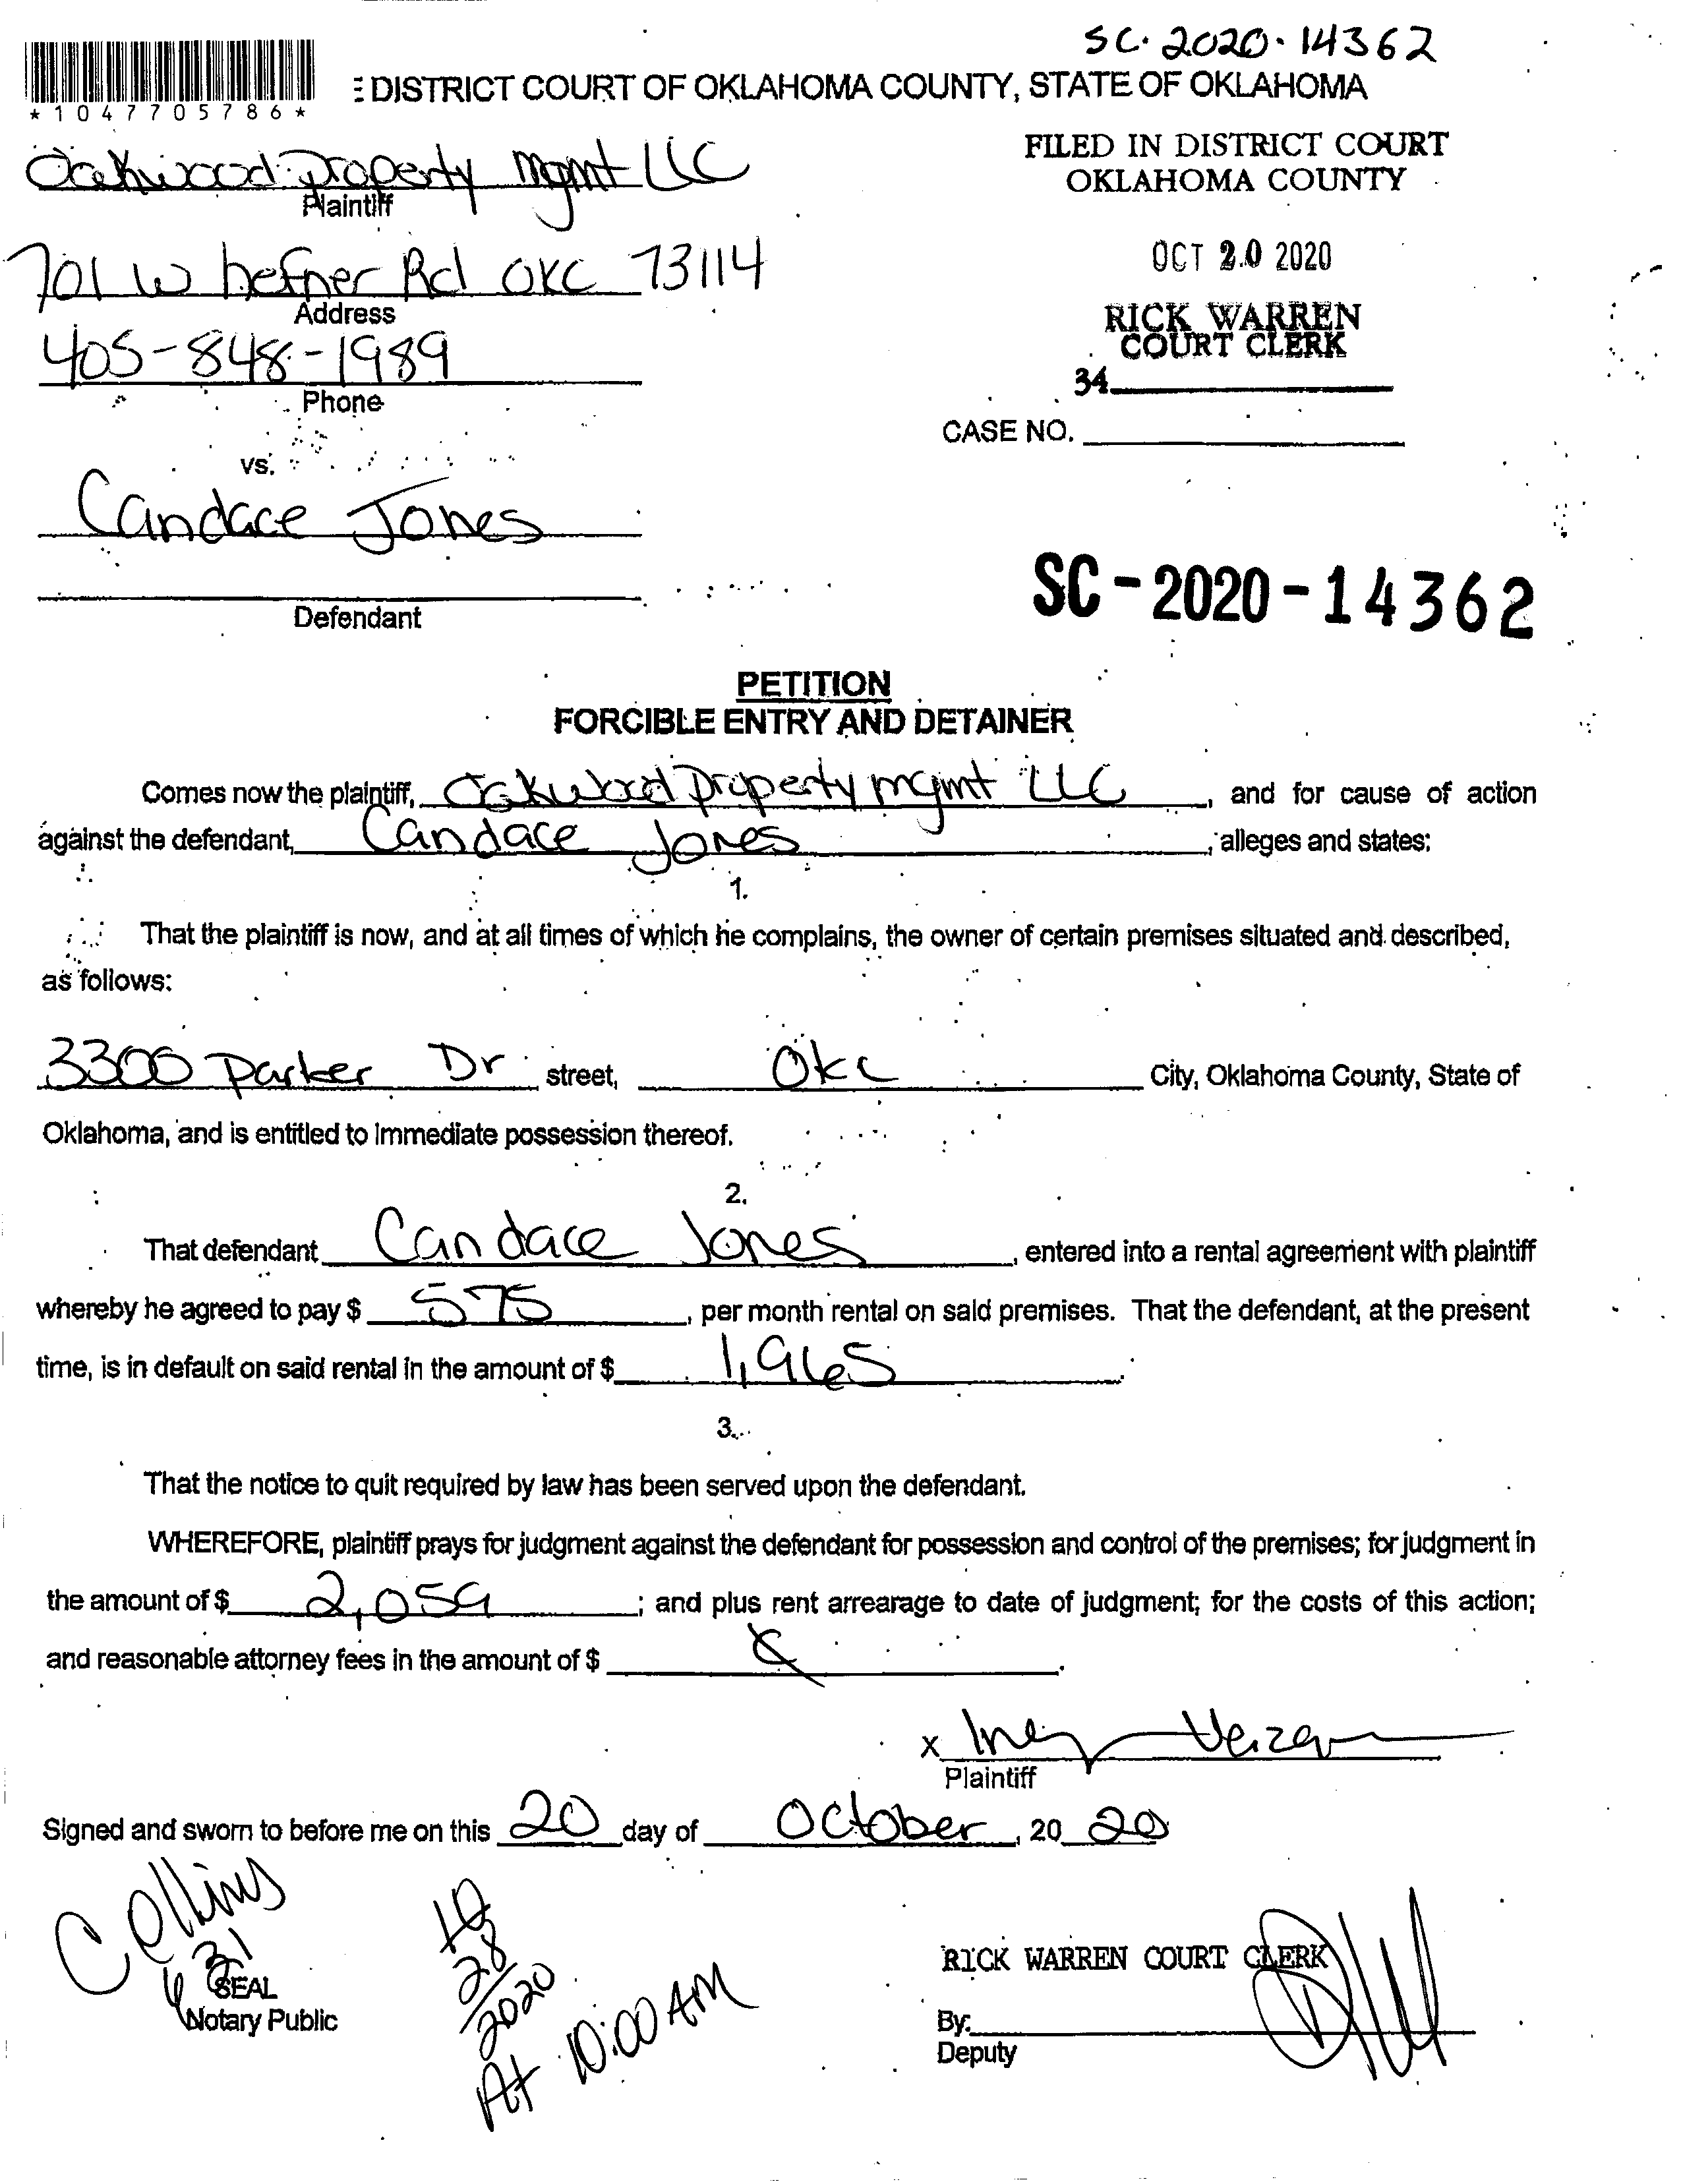 SC-2020-14362
*1047705786*
E DISTRICT COURT OF OKLAHOMA COUNTY, STATE OF OKLAHOMA
FILED IN DISTRICT COURT
OKLAHOMA COUNTY
Oakwood property mgmt LLC
Plaintiff
OCT 20 2020
701 W hefner Rd OKC 73114
Address
RICK WARREN
COURT CLERK
405-848-1989
Phone
34
CASE NO.
vs.
Candace Jones
Defendant
SC-2020-14362
PETITION
FORCIBLE ENTRY AND DETAINER
Comes now the plaintiff, Oakwood property mgmt LLC, and for cause of action
against the defendant, Candace Jones, alleges and states:
1.
That the plaintiff is now, and at all times of which he complains, the owner of certain premises situated and described,
as follows:
3300 parker Dr street, Okc City, Oklahoma County, State of
Oklahoma, and is entitled to immediate possession thereof.
2.
That defendant Candace Jones, entered into a rental agreement with plaintiff
whereby he agreed to pay $ 575, per month rental on said premises. That the defendant, at the present
time, is in default on said rental in the amount of $ 1,965.
3.
That the notice to quit required by law has been served upon the defendant.
WHEREFORE, plaintiff prays for judgment against the defendant for possession and control of the premises; for judgment in
the amount of $ 2,059; and plus rent arrearage to date of judgment; for the costs of this action;
and reasonable attorney fees in the amount of $.
x
Plaintiff
Signed and sworn to before me on this 20 day of October, 20 20
Collins
631
SEAL
Notary Public
10
28
2020
At 10:00 AM
RICK WARREN COURT CLERK
By:
Deputy